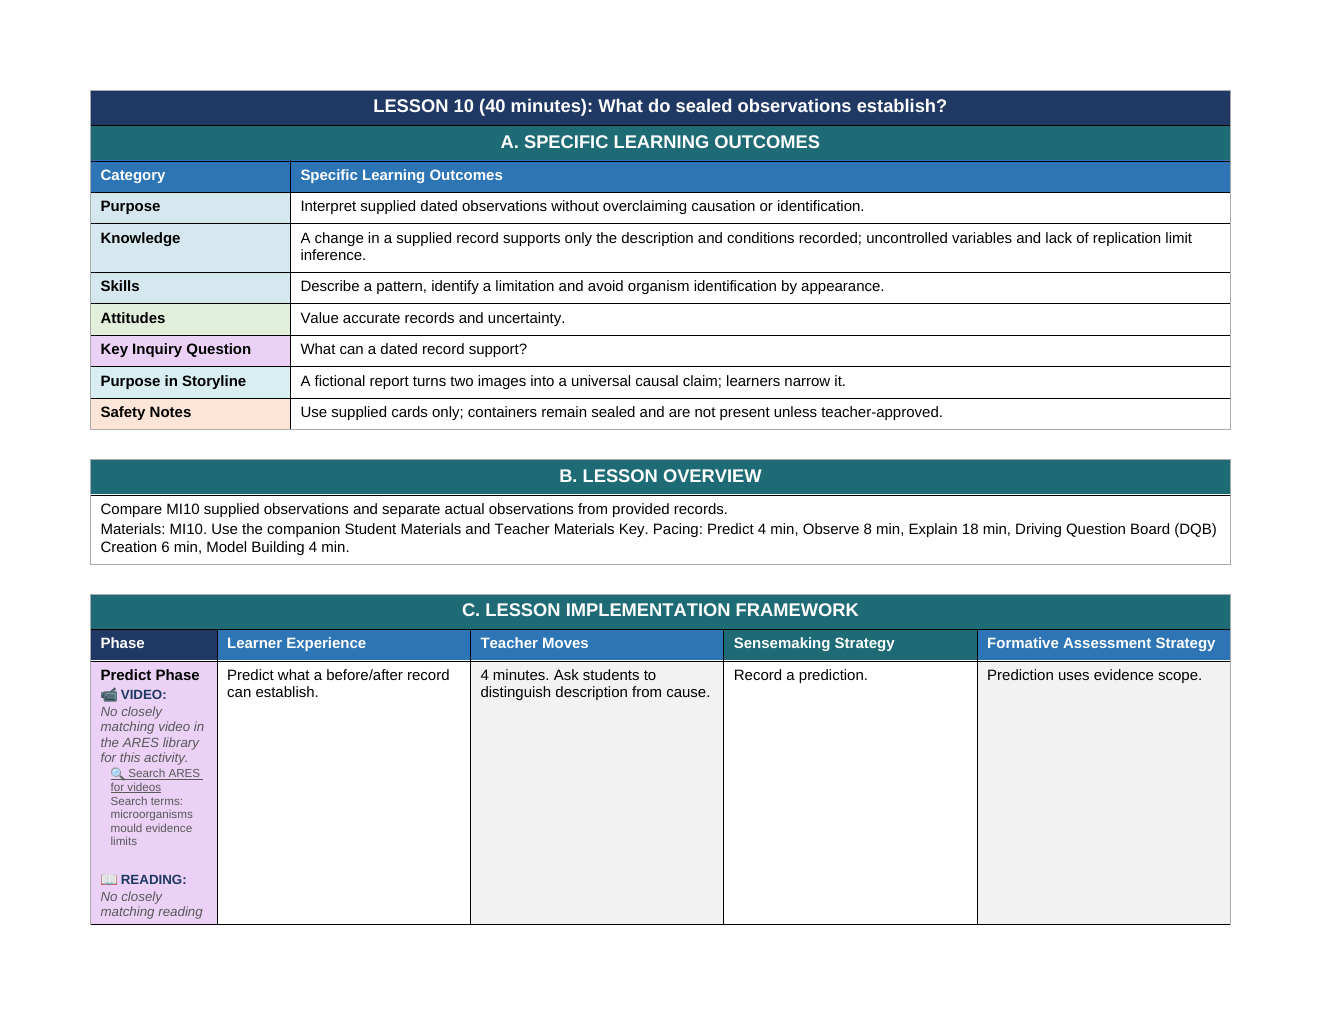 LESSON 10 (40 minutes): What do sealed observations establish?
A. SPECIFIC LEARNING OUTCOMES
Category
Specific Learning Outcomes
Purpose
Interpret supplied dated observations without overclaiming causation or identification.
Knowledge
A change in a supplied record supports only the description and conditions recorded; uncontrolled variables and lack of replication limit
inference.
Skills
Describe a pattern, identify a limitation and avoid organism identification by appearance.
Attitudes
Value accurate records and uncertainty.
Key Inquiry Question
What can a dated record support?
Purpose in Storyline
A fictional report turns two images into a universal causal claim; learners narrow it.
Safety Notes
Use supplied cards only; containers remain sealed and are not present unless teacher-approved.
B. LESSON OVERVIEW
Compare MI10 supplied observations and separate actual observations from provided records.
Materials: MI10. Use the companion Student Materials and Teacher Materials Key. Pacing: Predict 4 min, Observe 8 min, Explain 18 min, Driving Question Board (DQB)
Creation 6 min, Model Building 4 min.
C. LESSON IMPLEMENTATION FRAMEWORK
Phase
Learner Experience
Teacher Moves
Sensemaking Strategy
Formative Assessment Strategy
Predict Phase
📹 VIDEO:
No closely
matching video in
the ARES library
for this activity.
🔍 Search ARES
for videos
Search terms:
microorganisms
mould evidence
limits
📖 READING:
No closely
matching reading
Predict what a before/after record
can establish.
4 minutes. Ask students to
distinguish description from cause.
Record a prediction.
Prediction uses evidence scope.